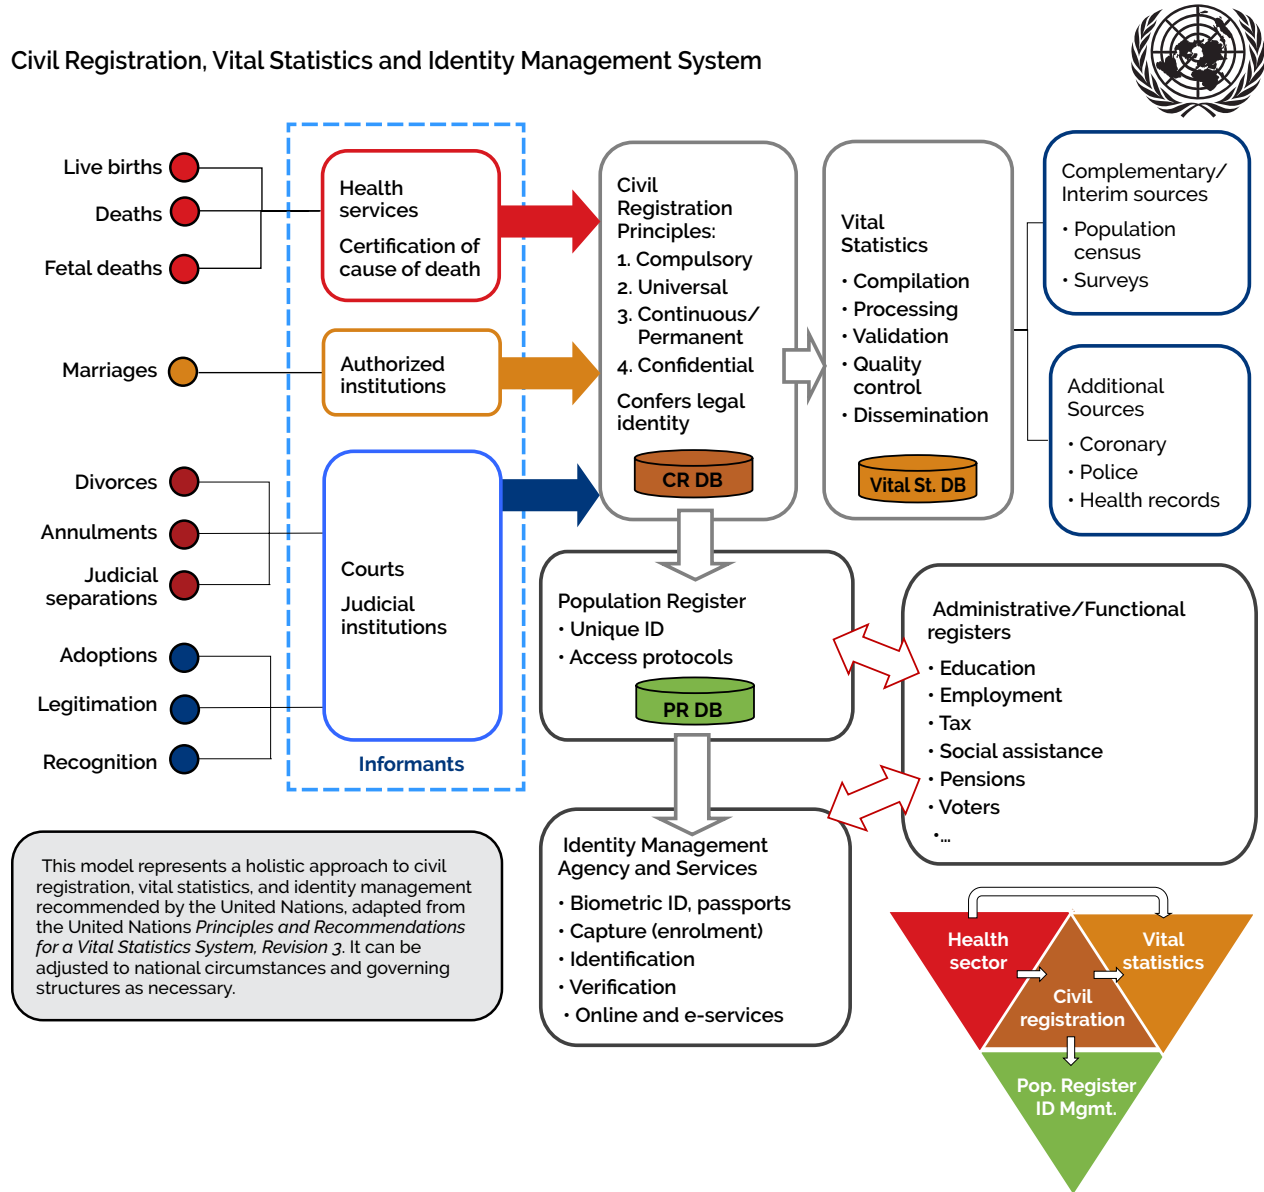 Civil Registration, Vital Statistics and Identity Management System
Live births
Deaths
Fetal deaths
Marriages
Divorces
Annulments
Judicial
separations
Adoptions
Legitimation
Recognition
Health
services
Certification of
cause of death
Authorized
institutions
Courts
Judicial
institutions
Informants
Civil
Registration
Principles:
1. Compulsory
2. Universal
3. Continuous/
Permanent
4. Confidential
Confers legal
identity
CR DB
Vital
Statistics
• Compilation
• Processing
• Validation
• Quality
control
• Dissemination
Vital St. DB
Complementary/
Interim sources
• Population
census
• Surveys
Additional
Sources
• Coronary
• Police
• Health records
Population Register
• Unique ID
• Access protocols
PR DB
Administrative/Functional
registers
• Education
• Employment
• Tax
• Social assistance
• Pensions
• Voters
•...
Identity Management
Agency and Services
• Biometric ID, passports
• Capture (enrolment)
• Identification
• Verification
• Online and e-services
This model represents a holistic approach to civil
registration, vital statistics, and identity management
recommended by the United Nations, adapted from
the United Nations Principles and Recommendations
for a Vital Statistics System, Revision 3. It can be
adjusted to national circumstances and governing
structures as necessary.
Health
sector
Vital
statistics
Civil
registration
Pop. Register
ID Mgmt.